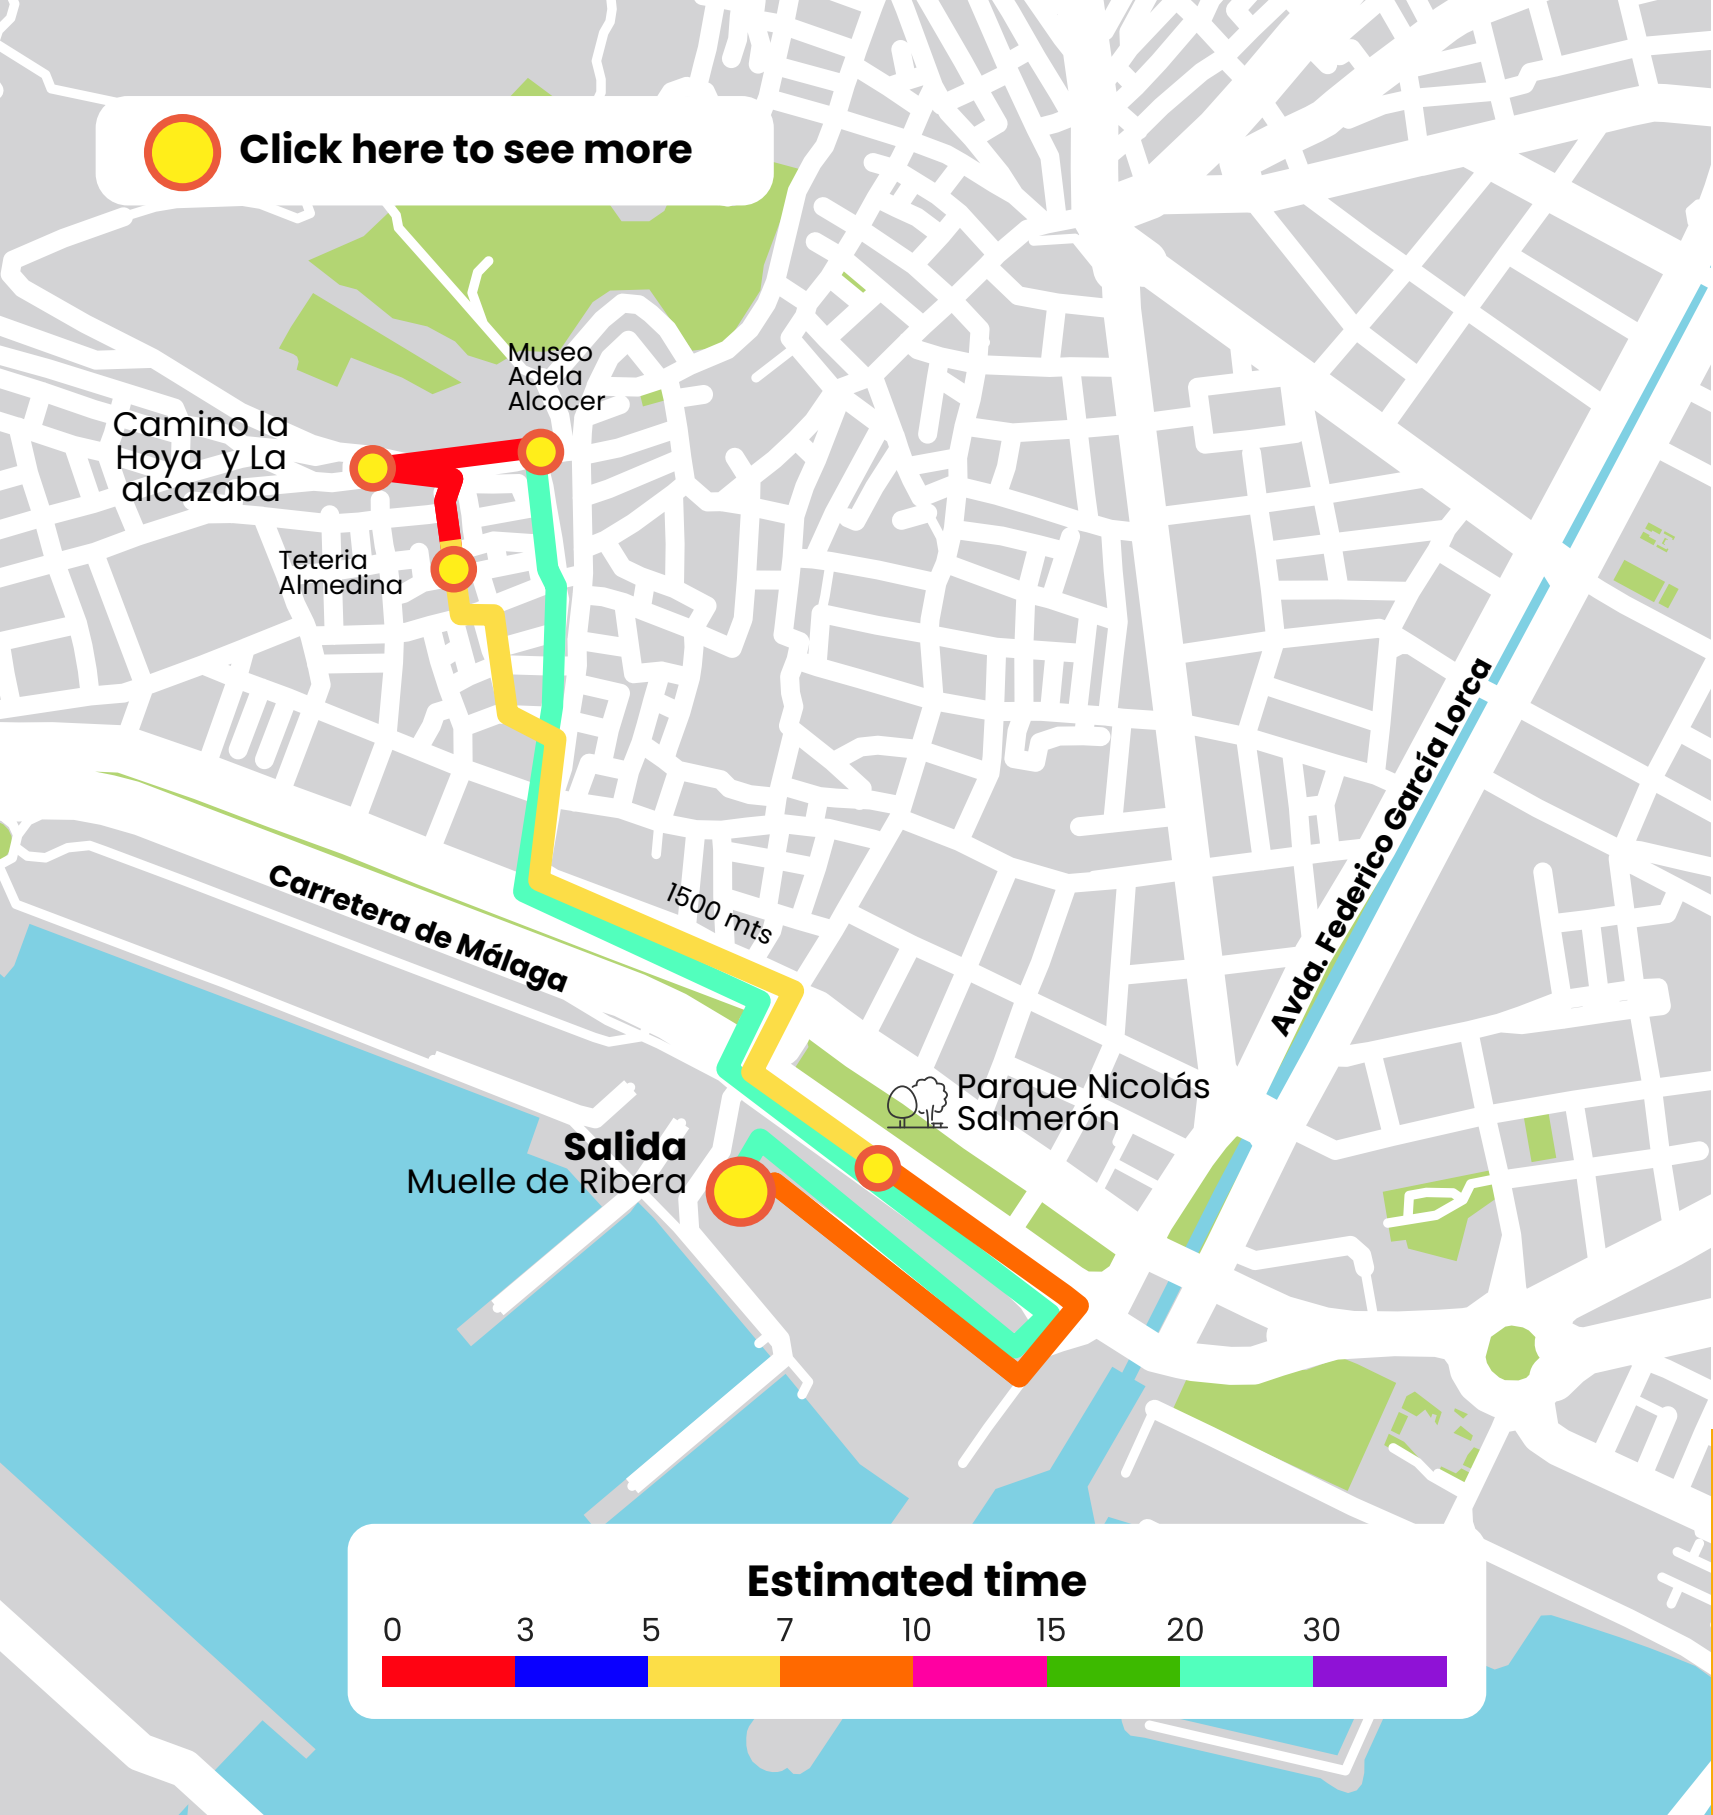 Click here to see more
Museo
Adela
Alcocer
Camino la
Hoya y La
alcazaba
Teteria
Almedina
Avda. Federico García Lorca
1500 mts
Carretera de Málaga
Parque Nicolás
Salmerón
Salida
Muelle de Ribera
Estimated time
0 3 5 7 10 15 20 30